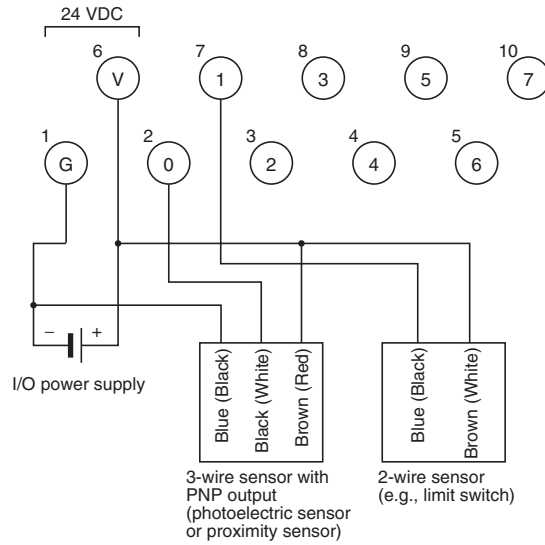 24 VDC
6 7 8 9 10
V 1 3 5 7
1 2 3 4 5
G 0 2 4 6
− +
I/O power supply
Blue (Black)
Black (White)
Brown (Red)
Blue (Black)
Brown (White)
3-wire sensor with
PNP output
(photoelectric sensor
or proximity sensor)
2-wire sensor
(e.g., limit switch)